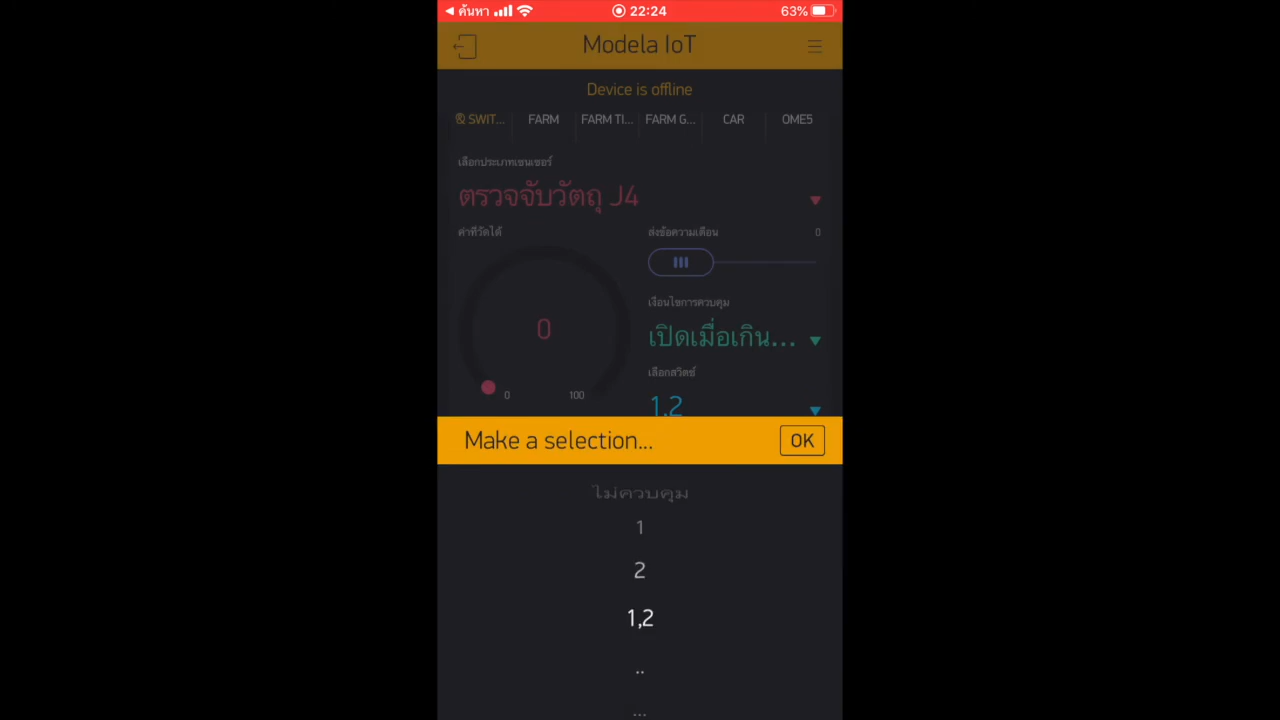 ค้นหา 22:24 63%
Modela IoT
Device is offline
SWIT... FARM FARM TI... FARM G... CAR OME5
เลือกประเภทเซนเซอร์
ตรวจจับวัตถุ J4
ค่าที่วัดได้ ส่งข้อความเตือน 0
0
0 100
เงื่อนไขการควบคุม
เปิดเมื่อเกิน...
เลือกสวิตช์
1,2
Make a selection... OK
ไม่ควบคุม
1
2
1,2
..
...